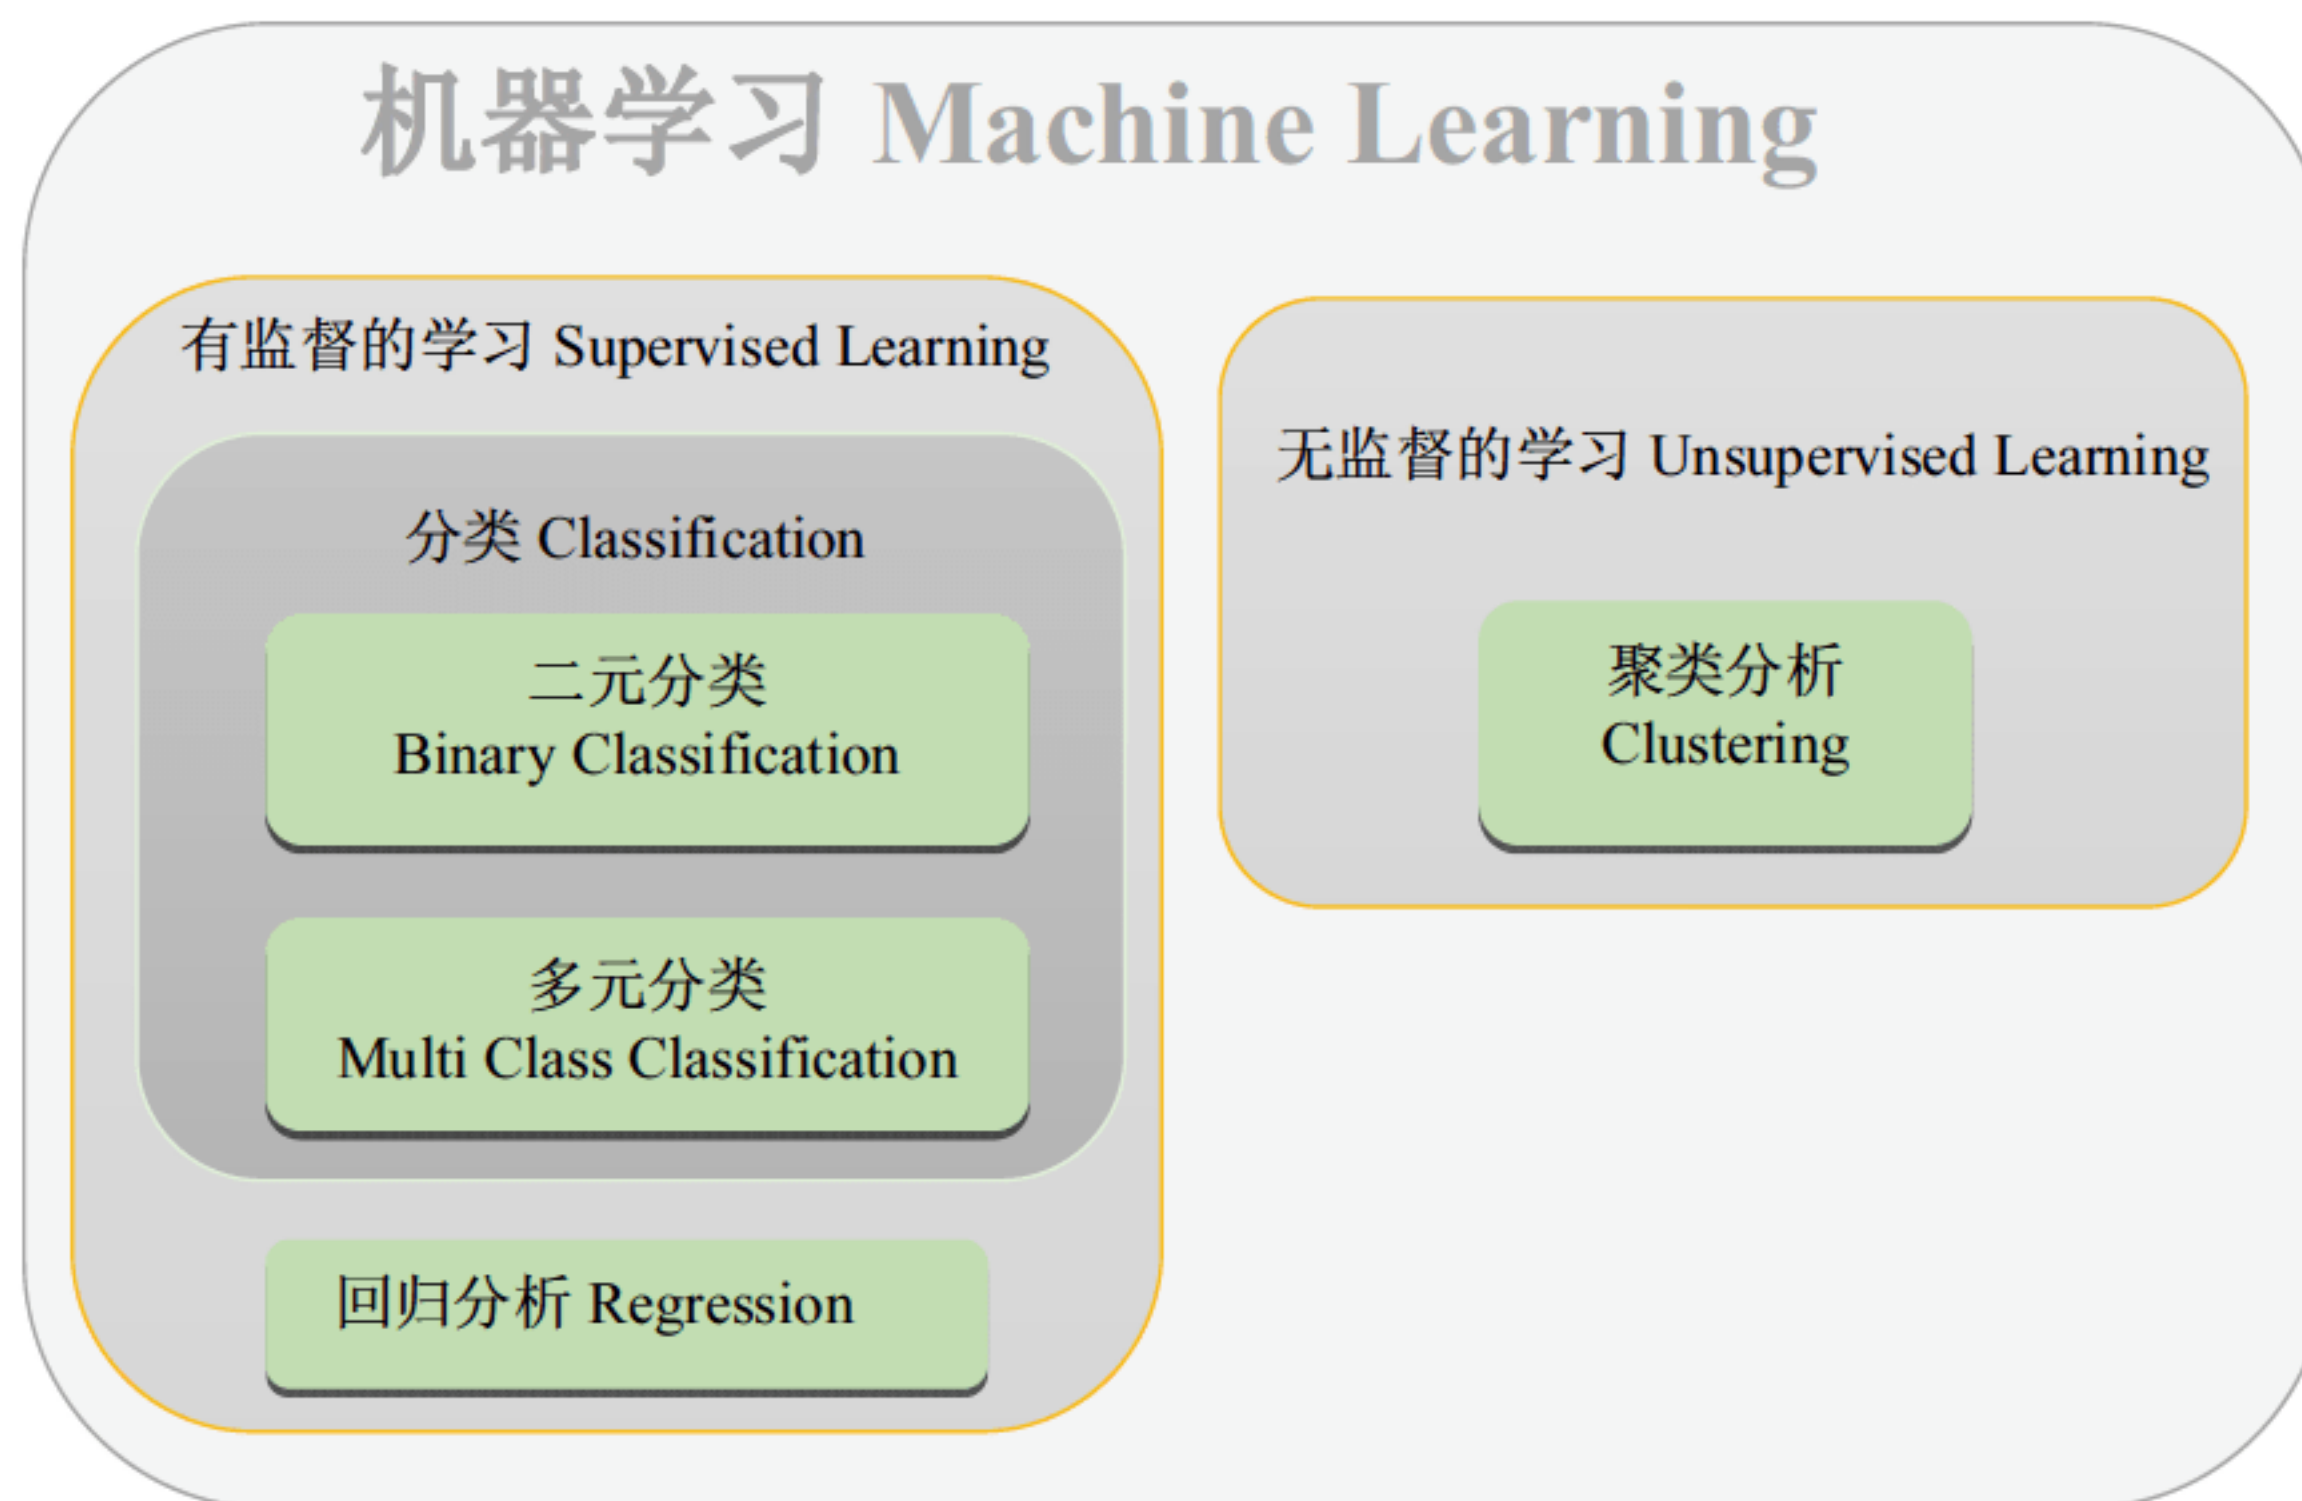 机器学习 Machine Learning
有监督的学习 Supervised Learning
分类 Classification
二元分类
Binary Classification
多元分类
Multi Class Classification
回归分析 Regression
无监督的学习 Unsupervised Learning
聚类分析
Clustering